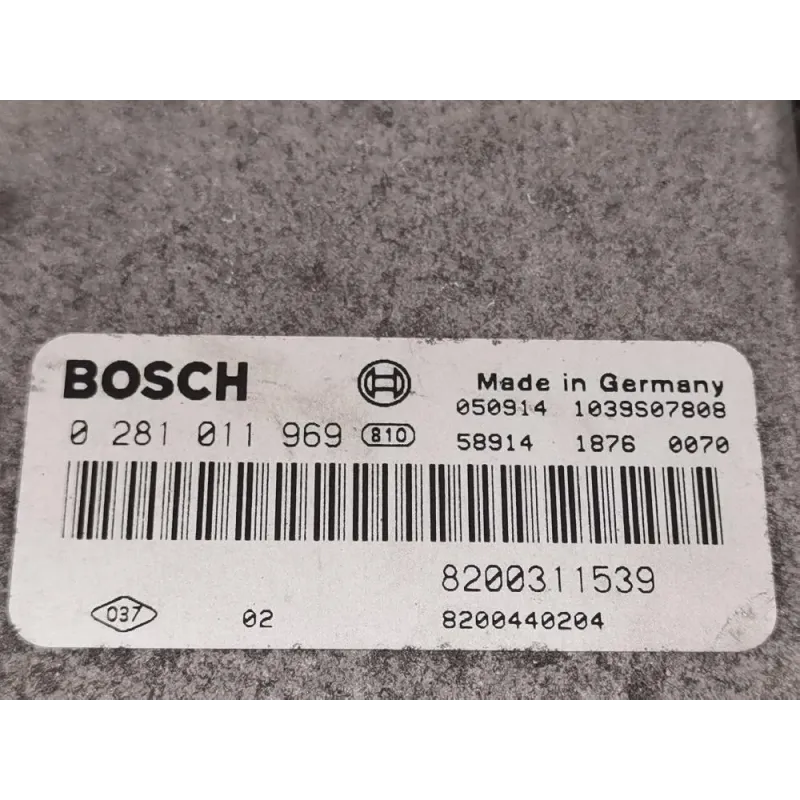 BOSCH
Made in Germany
050914 1039S07808
0 281 011 969 810
58914 1876 0070
8200311539
037 02
8200440204